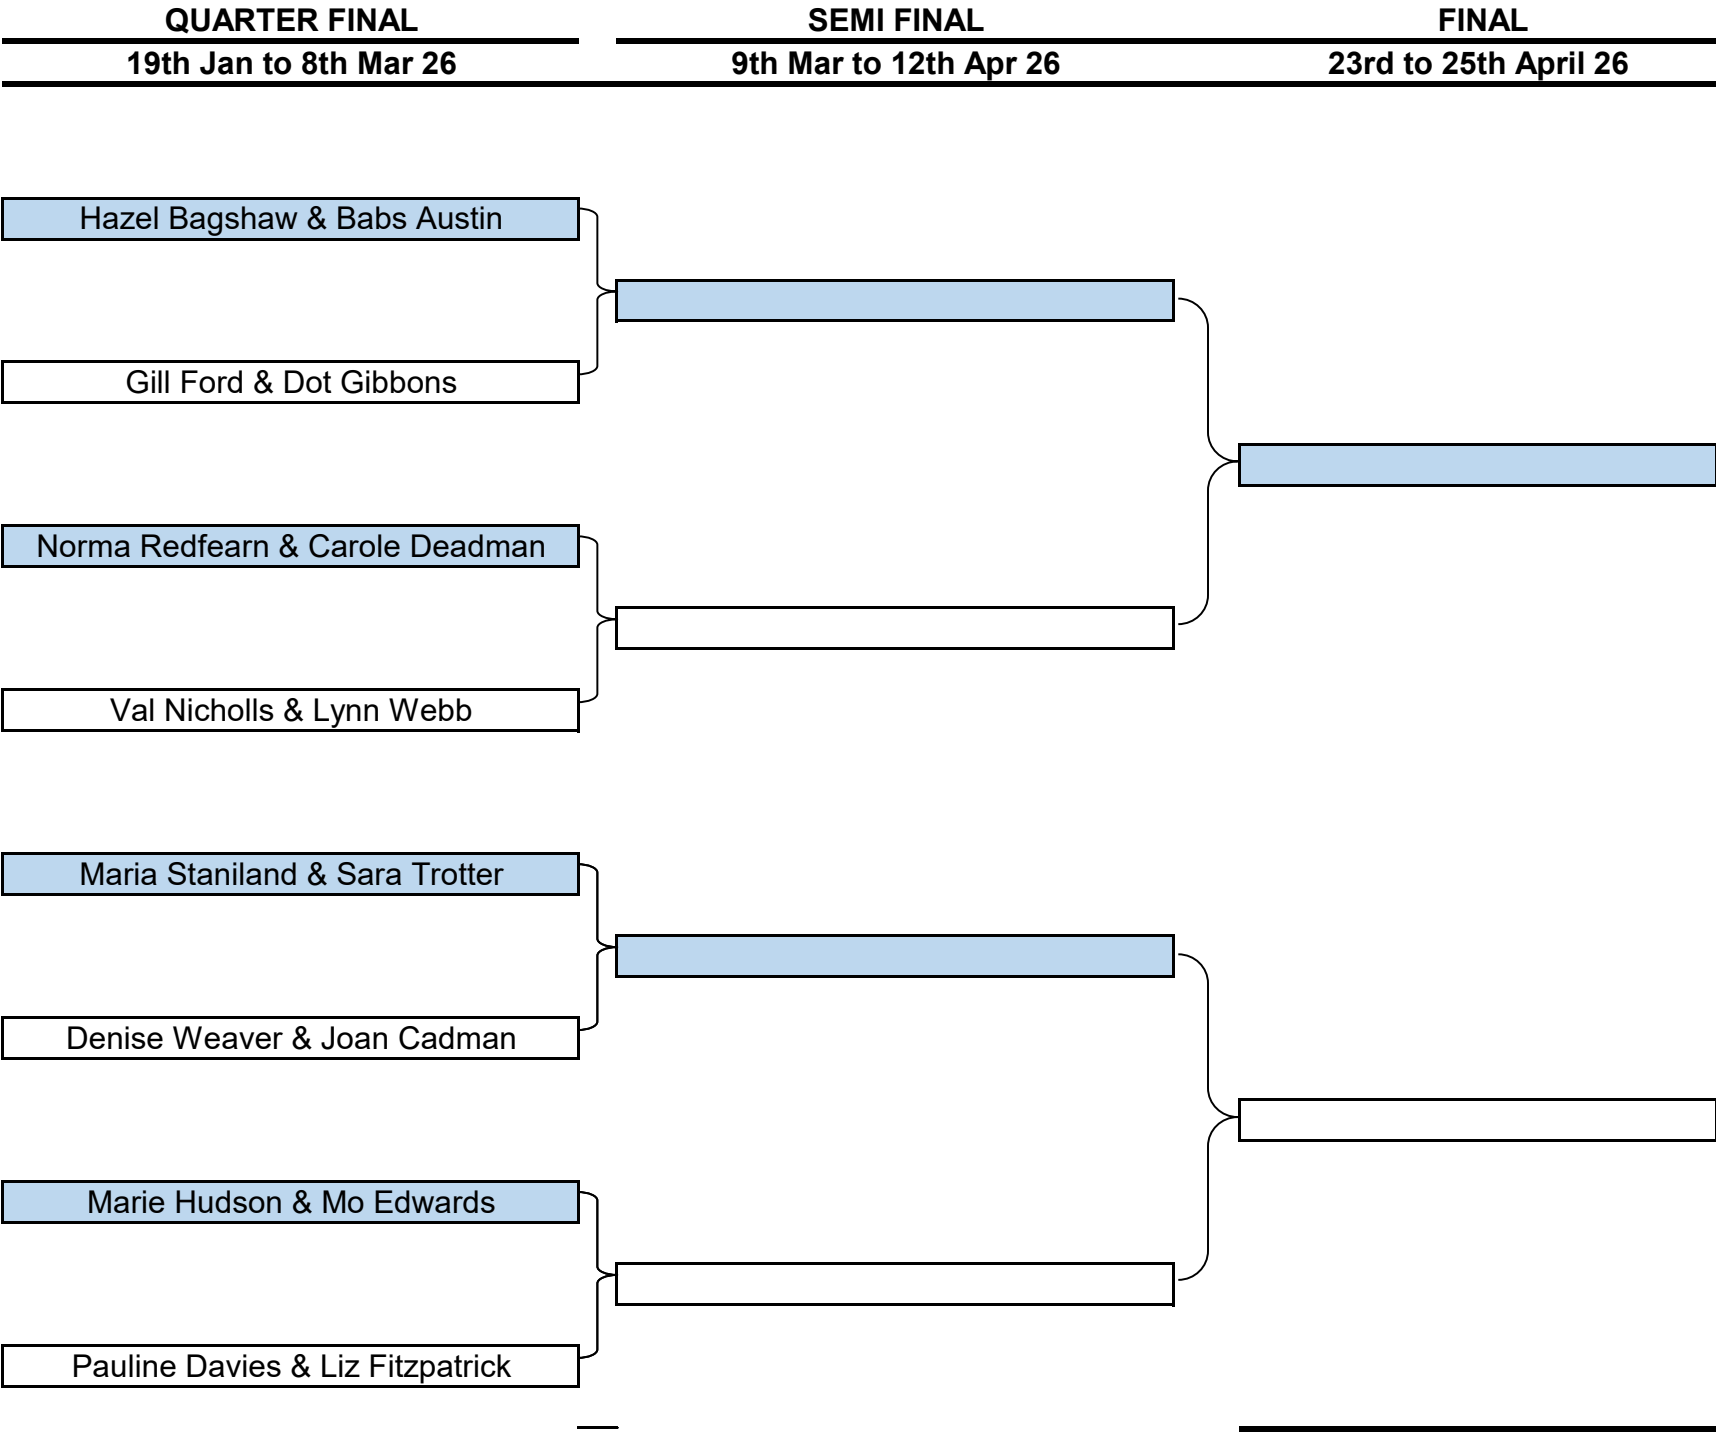 QUARTER FINAL
SEMI FINAL
FINAL
19th Jan to 8th Mar 26
9th Mar to 12th Apr 26
23rd to 25th April 26
Hazel Bagshaw & Babs Austin
Gill Ford & Dot Gibbons
Norma Redfearn & Carole Deadman
Val Nicholls & Lynn Webb
Maria Staniland & Sara Trotter
Denise Weaver & Joan Cadman
Marie Hudson & Mo Edwards
Pauline Davies & Liz Fitzpatrick